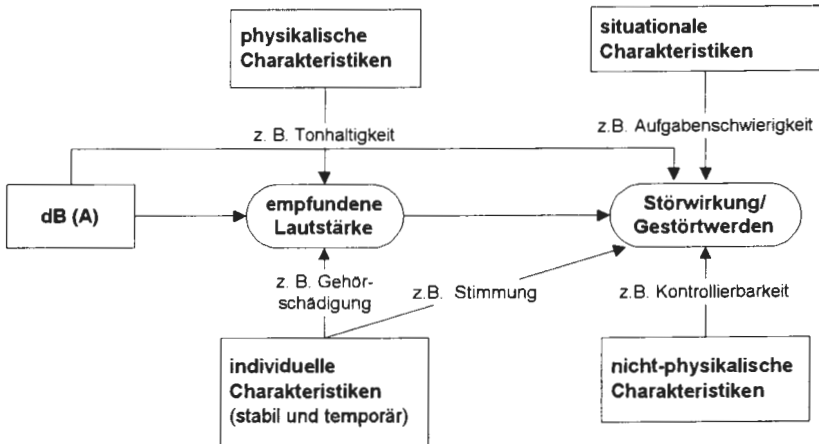 physikalische
Charakteristiken
situationale
Charakteristiken
z. B. Tonhaltigkeit
z.B. Aufgabenschwierigkeit
dB (A)
empfundene
Lautstärke
Störwirkung/
Gestörtwerden
z. B. Gehör-
schädigung
z.B. Stimmung
z.B. Kontrollierbarkeit
individuelle
Charakteristiken
(stabil und temporär)
nicht-physikalische
Charakteristiken